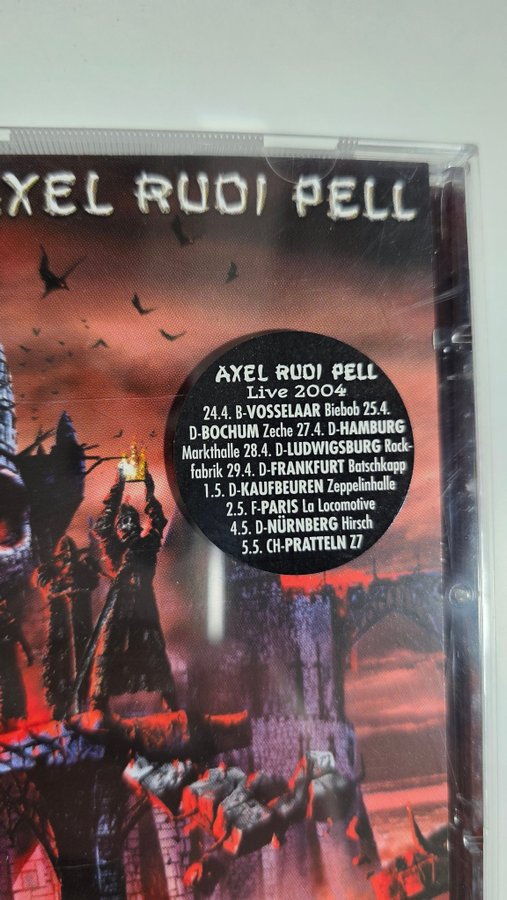 AXEL RUDI PELL
AXEL RUDI PELL
Live 2004
24.4. B-VOSSELAAR Biebob 25.4.
D-BOCHUM Zeche 27.4. D-HAMBURG
Markthalle 28.4. D-LUDWIGSBURG Rock-
fabrik 29.4. D-FRANKFURT Batschkapp
1.5. D-KAUFBEUREN Zeppelinhalle
2.5. F-PARIS La Locomotive
4.5. D-NÜRNBERG Hirsch
5.5. CH-PRATTELN Z7